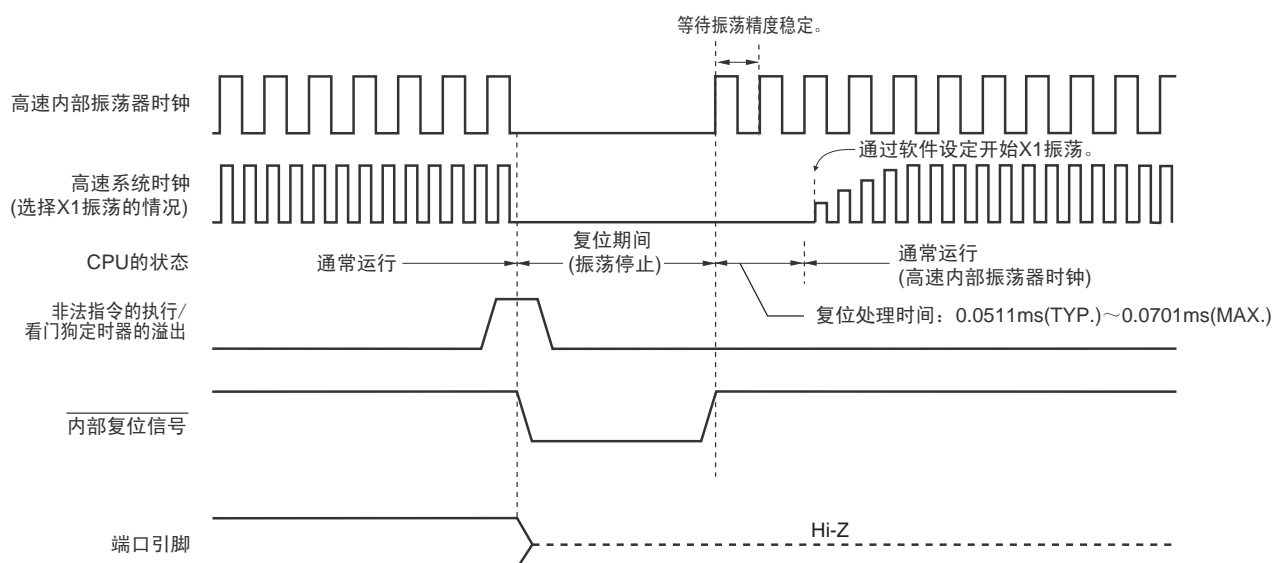 等待振荡精度稳定。
高速内部振荡器时钟
通过软件设定开始X1振荡。
高速系统时钟
(选择X1振荡的情况)
CPU的状态
通常运行
复位期间
(振荡停止)
通常运行
(高速内部振荡器时钟)
非法指令的执行/
看门狗定时器的溢出
复位处理时间：0.0511ms(TYP.)～0.0701ms(MAX.)
内部复位信号
端口引脚
Hi-Z